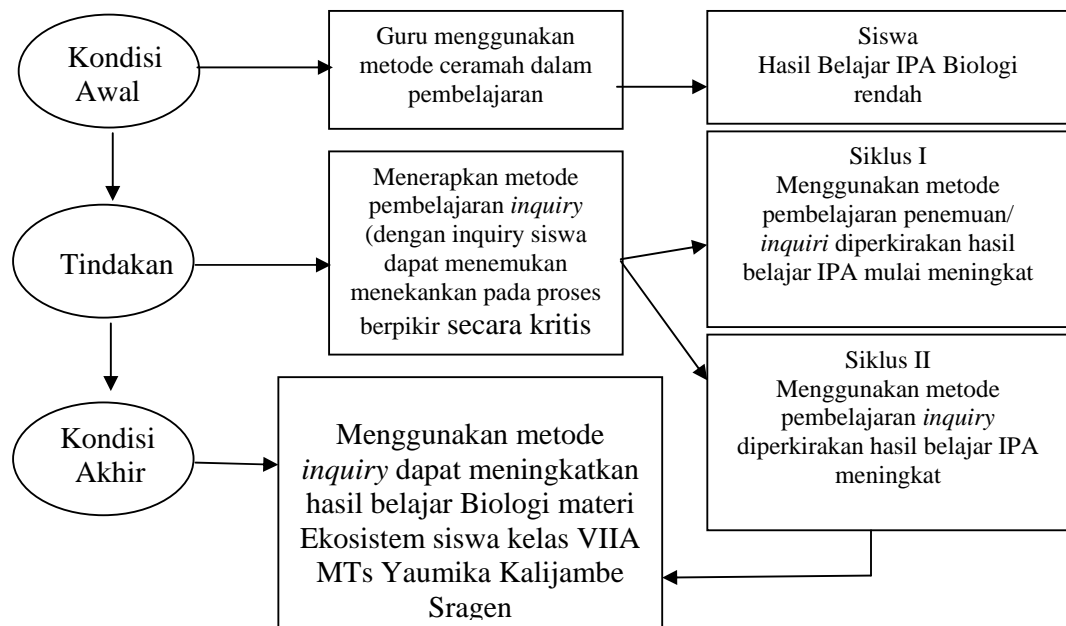 Kondisi
Awal
Guru menggunakan
metode ceramah dalam
pembelajaran
Siswa
Hasil Belajar IPA Biologi
rendah
Tindakan
Menerapkan metode
pembelajaran inquiry
(dengan inquiry siswa
dapat menemukan
menekankan pada proses
berpikir secara kritis
Siklus I
Menggunakan metode
pembelajaran penemuan/
inquiri diperkirakan hasil
belajar IPA mulai meningkat
Siklus II
Menggunakan metode
pembelajaran inquiry
diperkirakan hasil belajar IPA
meningkat
Kondisi
Akhir
Menggunakan metode
inquiry dapat meningkatkan
hasil belajar Biologi materi
Ekosistem siswa kelas VIIA
MTs Yaumika Kalijambe
Sragen